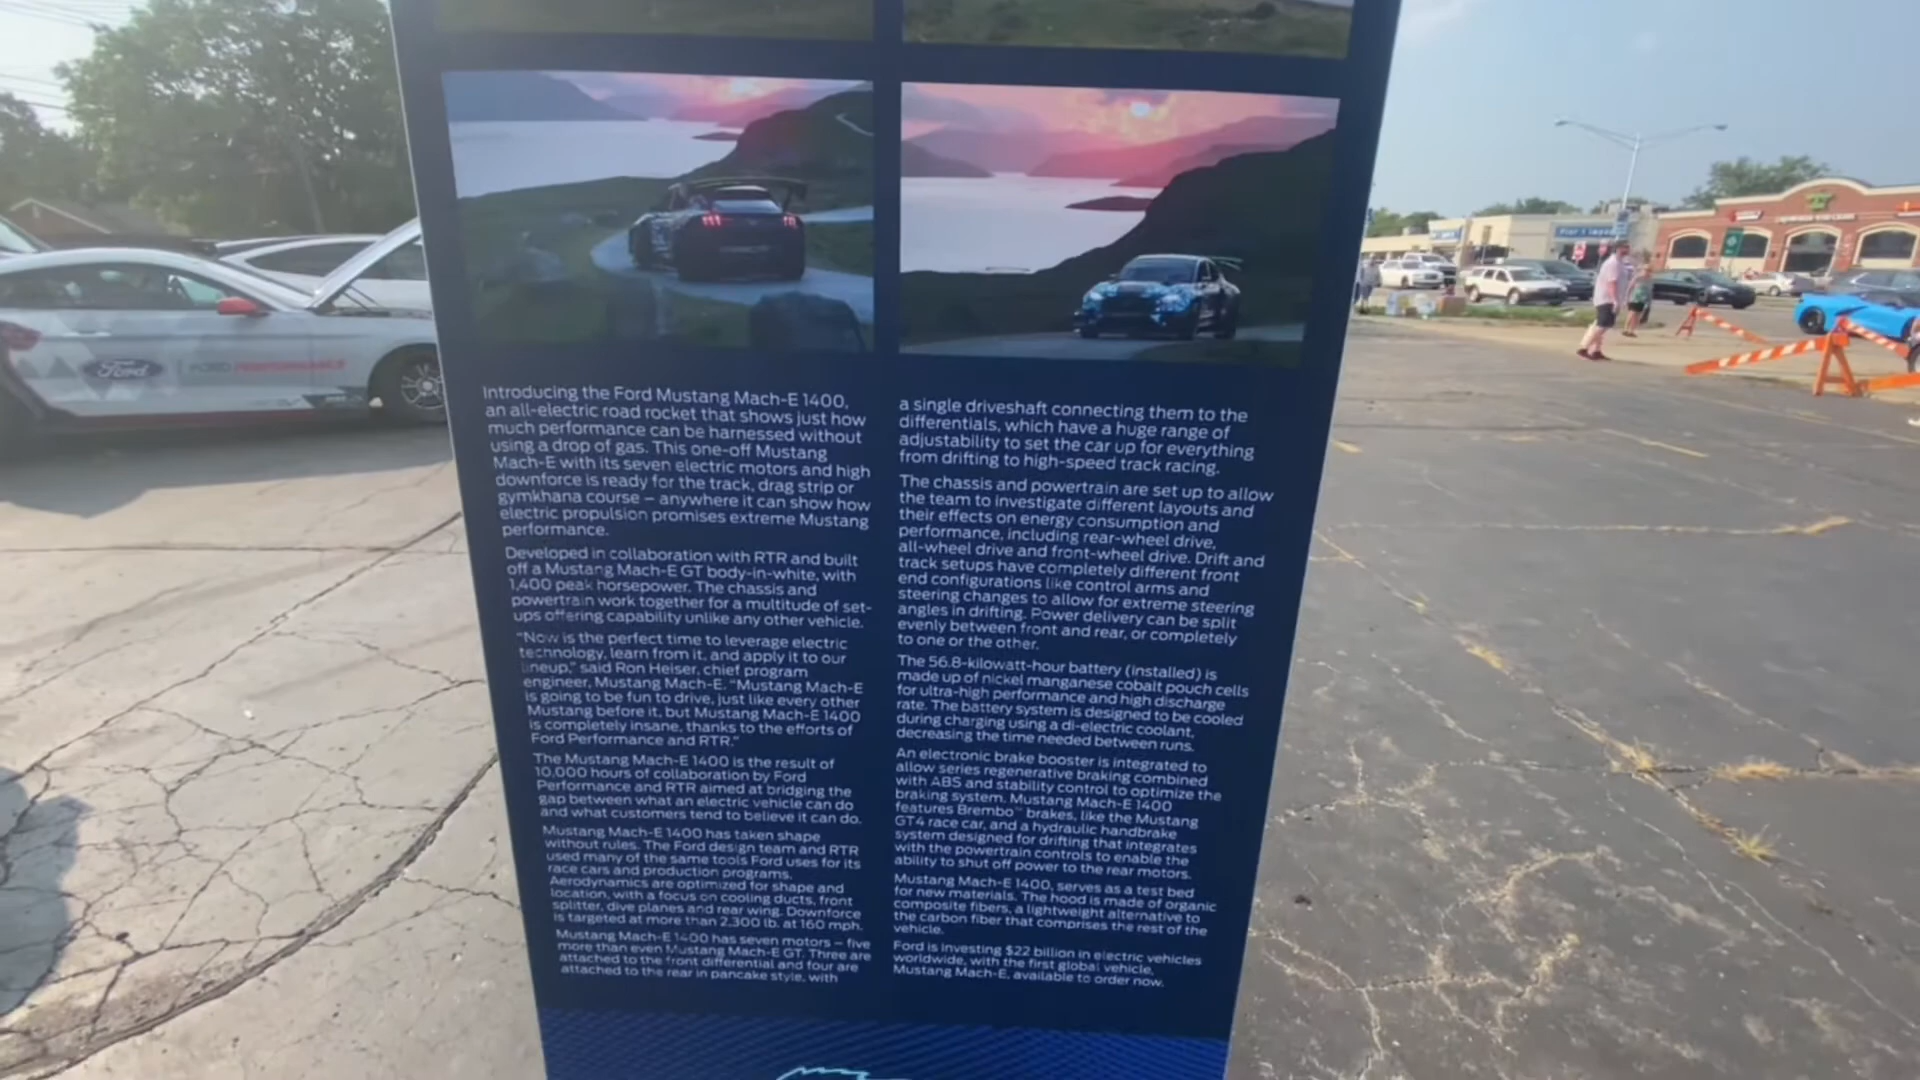 Introducing the Ford Mustang Mach-E 1400,
an all-electric road rocket that shows just how
much performance can be harnessed without
using a drop of gas. This one-off Mustang
Mach-E with its seven electric motors and high
downforce is ready for the track, drag strip or
gymkhana course – anywhere it can show how
electric propulsion promises extreme Mustang
performance.
Developed in collaboration with RTR and built
off a Mustang Mach-E GT body-in-white, with
1,400 peak horsepower. The chassis and
powertrain work together for a multitude of set-
ups offering capability unlike any other vehicle.
“Now is the perfect time to leverage electric
technology, learn from it, and apply it to our
lineup,” said Ron Heiser, chief program
engineer, Mustang Mach-E. “Mustang Mach-E
is going to be fun to drive, just like every other
Mustang before it, but Mustang Mach-E 1400
is completely insane, thanks to the efforts of
Ford Performance and RTR.”
The Mustang Mach-E 1400 is the result of
10,000 hours of collaboration by Ford
Performance and RTR aimed at bridging the
gap between what an electric vehicle can do
and what customers tend to believe it can do.
Mustang Mach-E 1400 has taken shape
without rules. The Ford design team and RTR
used many of the same tools Ford uses for its
race cars and production programs.
Aerodynamics are optimized for shape and
location, with a focus on cooling ducts, front
splitter, dive planes and rear wing. Downforce
is targeted at more than 2,300 lb. at 160 mph.
Mustang Mach-E 1400 has seven motors – five
more than even Mustang Mach-E GT. Three are
attached to the front differential and four are
attached to the rear in pancake style, with
a single driveshaft connecting them to the
differentials, which have a huge range of
adjustability to set the car up for everything
from drifting to high-speed track racing.
The chassis and powertrain are set up to allow
the team to investigate different layouts and
their effects on energy consumption and
performance, including rear-wheel drive,
all-wheel drive and front-wheel drive. Drift and
track setups have completely different front
end configurations like control arms and
steering changes to allow for extreme steering
angles in drifting. Power delivery can be split
evenly between front and rear, or completely
to one or the other.
The 56.8-kilowatt-hour battery (installed) is
made up of nickel manganese cobalt pouch cells
for ultra-high performance and high discharge
rate. The battery system is designed to be cooled
during charging using a di-electric coolant,
decreasing the time needed between runs.
An electronic brake booster is integrated to
allow series regenerative braking combined
with ABS and stability control to optimize the
braking system. Mustang Mach-E 1400
features Brembo™ brakes, like the Mustang
GT4 race car, and a hydraulic handbrake
system designed for drifting that integrates
with the powertrain controls to enable the
ability to shut off power to the rear motors.
Mustang Mach-E 1400, serves as a test bed
for new materials. The hood is made of organic
composite fibers, a lightweight alternative to
the carbon fiber that comprises the rest of the
vehicle.
Ford is investing $22 billion in electric vehicles
worldwide, with the first global vehicle,
Mustang Mach-E, available to order now.
Ford
FORD PERFORMANCE
Pier 1